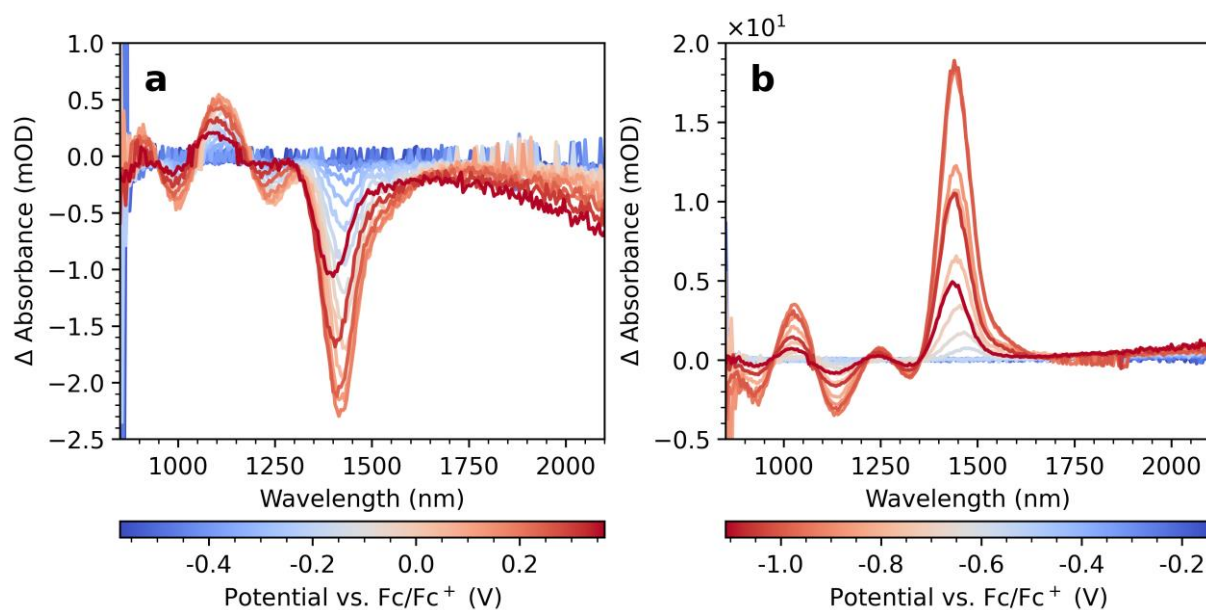 a
1.0
0.5
0.0
−0.5
−1.0
−1.5
−2.0
−2.5
Δ Absorbance (mOD)
1000 1250 1500 1750 2000
Wavelength (nm)
-0.4 -0.2 0.0 0.2
Potential vs. Fc/Fc⁺ (V)
×10¹
b
2.0
1.5
1.0
0.5
0.0
−0.5
Δ Absorbance (mOD)
1000 1250 1500 1750 2000
Wavelength (nm)
-1.0 -0.8 -0.6 -0.4 -0.2
Potential vs. Fc/Fc⁺ (V)